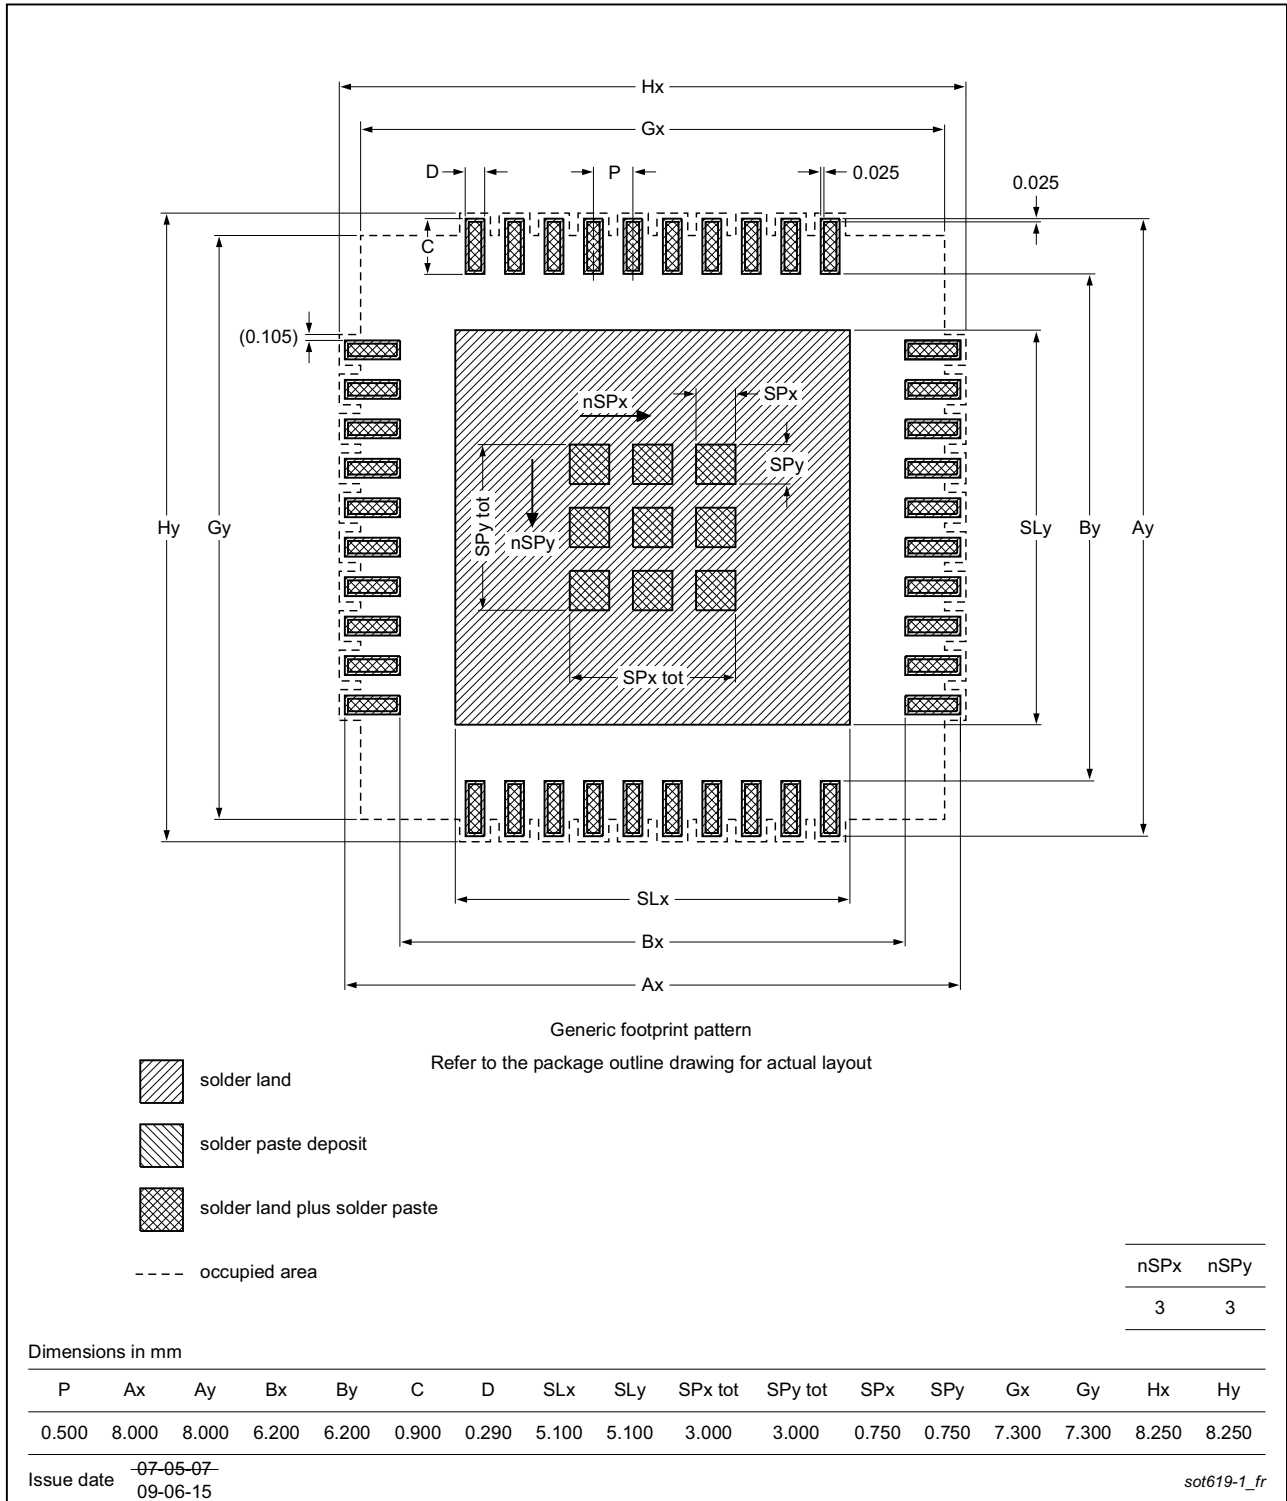 Hx
Gx
D P 0.025
0.025
C
(0.105)
nSPx SPx
SPy
SPy tot
nSPy
Hy Gy SLy By Ay
SPx tot
SLx
Bx
Ax
Generic footprint pattern
Refer to the package outline drawing for actual layout
solder land
solder paste deposit
solder land plus solder paste
occupied area
nSPx nSPy
3 3
Dimensions in mm
P Ax Ay Bx By C D SLx SLy SPx tot SPy tot SPx SPy Gx Gy Hx Hy
0.500 8.000 8.000 6.200 6.200 0.900 0.290 5.100 5.100 3.000 3.000 0.750 0.750 7.300 7.300 8.250 8.250
Issue date 07-05-07
09-06-15
sot619-1_fr